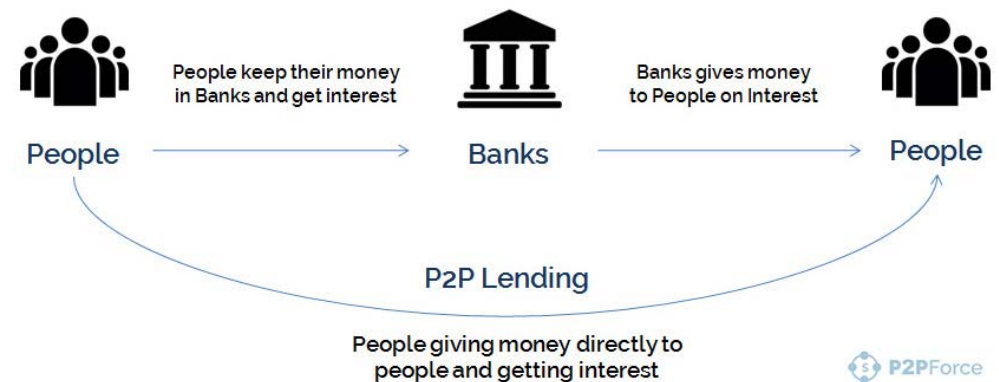 People keep their money
in Banks and get interest
Banks gives money
to People on Interest
People
Banks
People
P2P Lending
People giving money directly to
people and getting interest
S
P2PForce